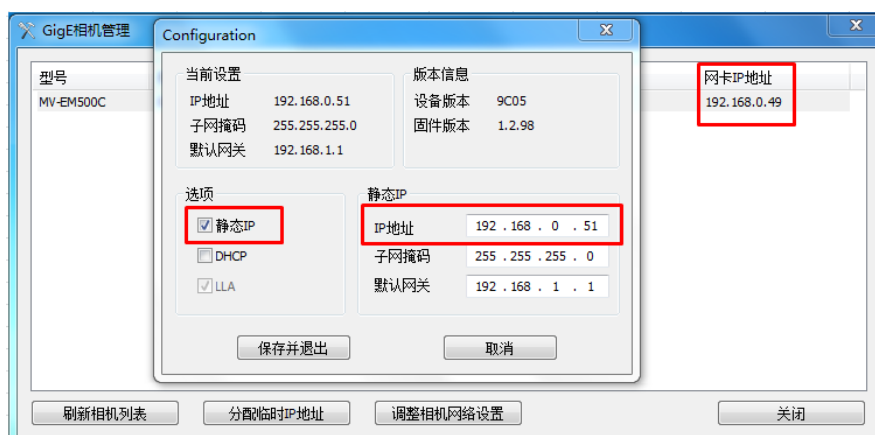 GigE相机管理
Configuration
型号
网卡IP地址
MV-EM500C
192.168.0.49
当前设置
IP地址 192.168.0.51
子网掩码 255.255.255.0
默认网关 192.168.1.1
版本信息
设备版本 9C05
固件版本 1.2.98
选项
静态IP
DHCP
LLA
静态IP
IP地址 192 . 168 . 0 . 51
子网掩码 255 . 255 . 255 . 0
默认网关 192 . 168 . 1 . 1
保存并退出
取消
刷新相机列表
分配临时IP地址
调整相机网络设置
关闭